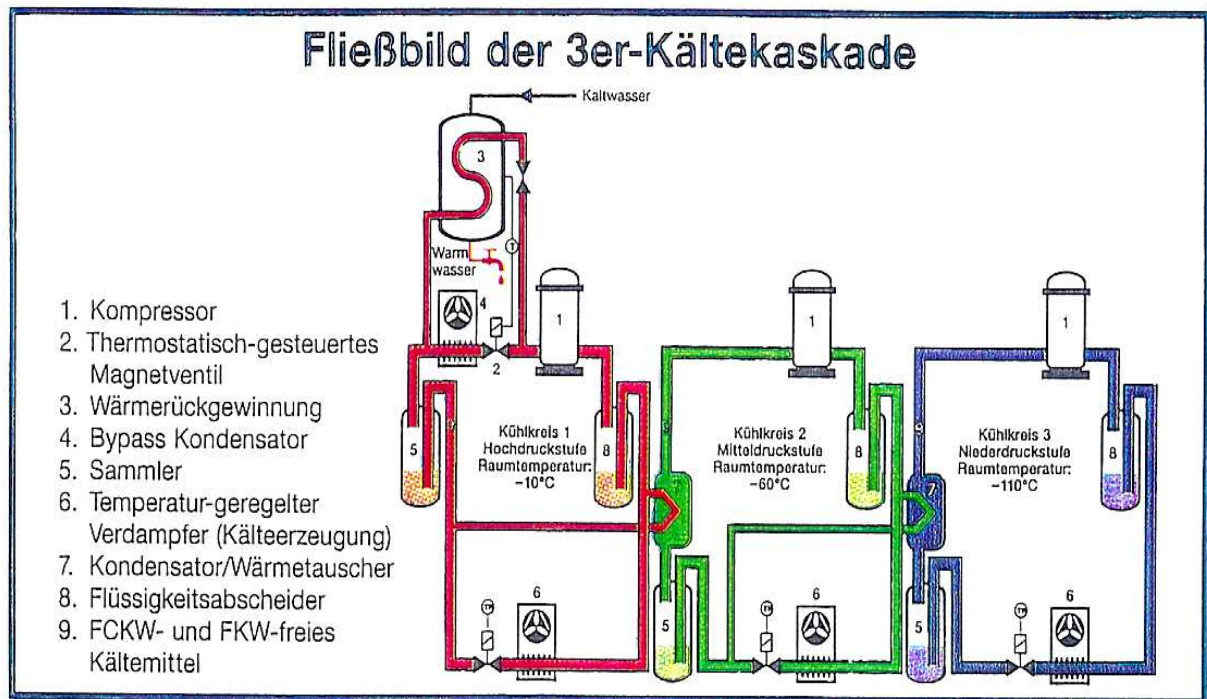 Fließbild der 3er-Kältekaskade
Kaltwasser
3
T
Warm
wasser
4
2
1
1
1
1. Kompressor
2. Thermostatisch-gesteuertes
Magnetventil
3. Wärmerückgewinnung
4. Bypass Kondensator
5. Sammler
6. Temperatur-geregelter
Verdampfer (Kälteerzeugung)
7. Kondensator/Wärmetauscher
8. Flüssigkeitsabscheider
9. FCKW- und FKW-freies
Kältemittel
5
9
8
Kühlkreis 1
Hochdruckstufe
Raumtemperatur:
-10°C
9
Kühlkreis 2
Mitteldruckstufe
Raumtemperatur:
-60°C
8
9
7
Kühlkreis 3
Niederdruckstufe
Raumtemperatur:
-110°C
8
6
5
6
5
6